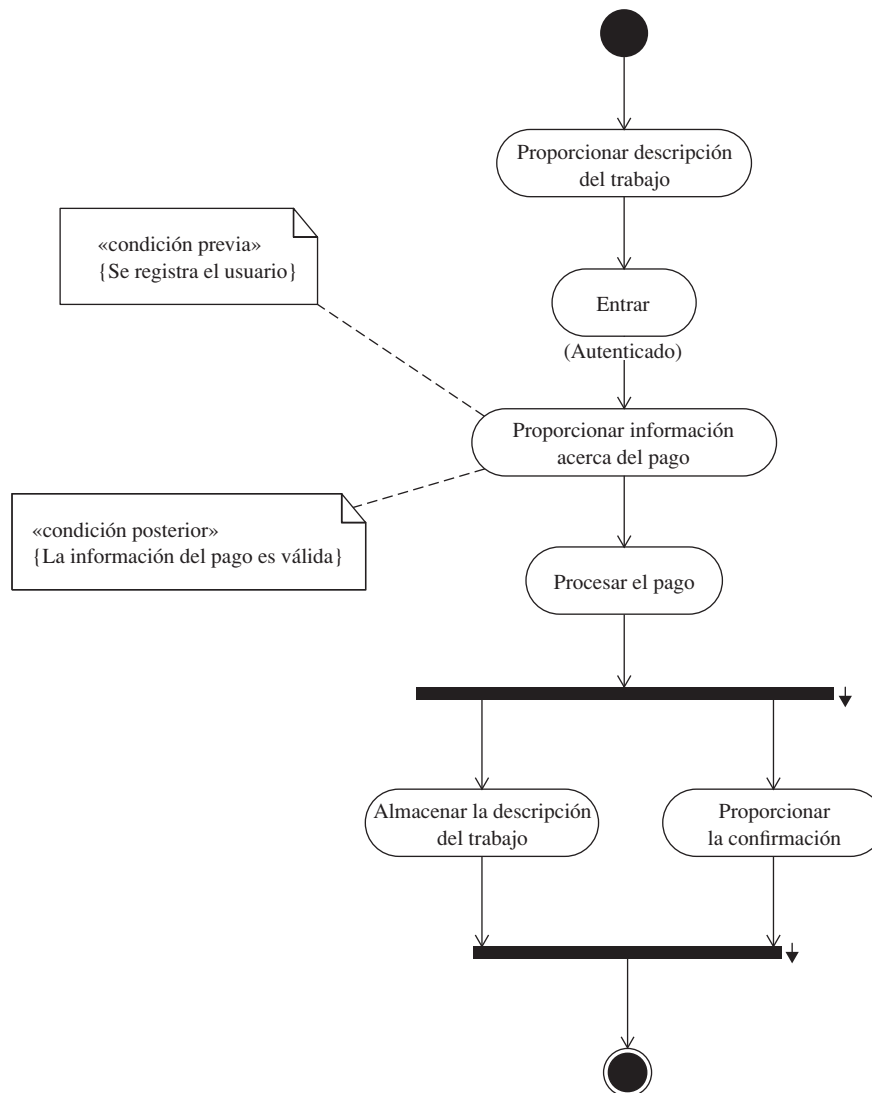 Proporcionar descripción
del trabajo
«condición previa»
{Se registra el usuario}
Entrar
(Autenticado)
Proporcionar información
acerca del pago
«condición posterior»
{La información del pago es válida}
Procesar el pago
Almacenar la descripción
del trabajo
Proporcionar
la confirmación